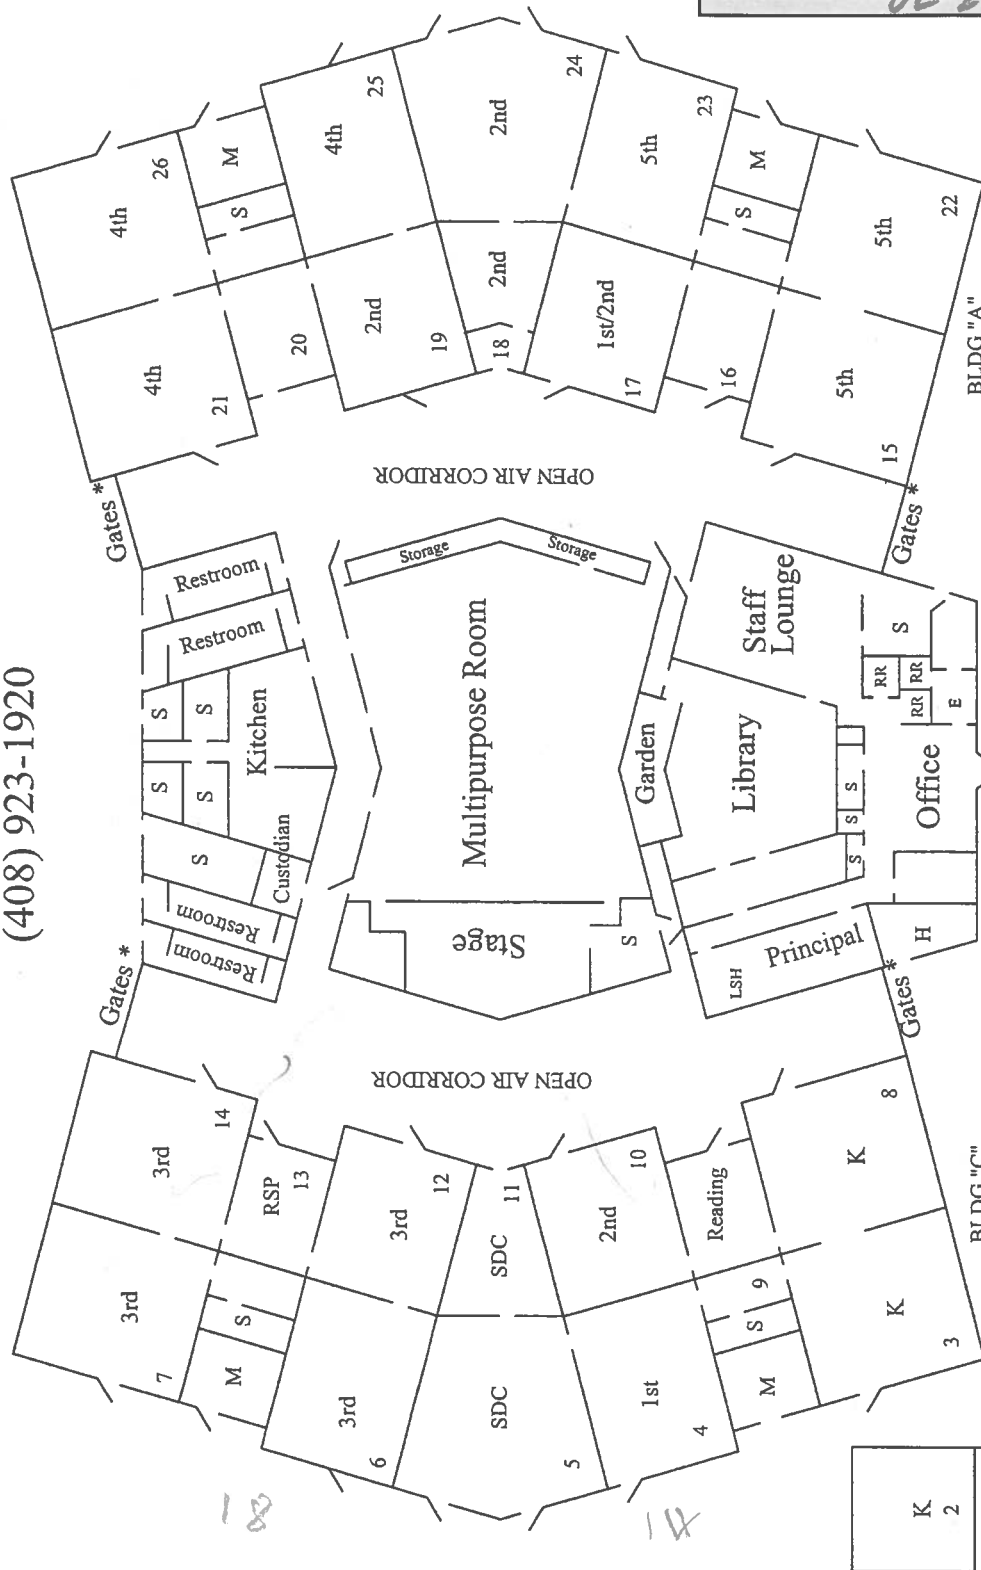 (408) 923-1920
Gates *
Gates *
4th
26
M
S
4th
25
2nd
24
5th
23
M
S
5th
22
4th
21
20
2nd
19
2nd
18
1st/2nd
17
16
5th
15
BLDG "A"
OPEN AIR CORRIDOR
Restroom
Restroom
S
S
S
S
Kitchen
S
Custodian
Restroom
Restroom
Storage
Storage
Multipurpose Room
Stage
S
Garden
Staff
Lounge
Library
S
RR
RR
RR
E
S
S
S
Office
LSH
Principal
H
Gates *
Gates *
OPEN AIR CORRIDOR
3rd
14
RSP
13
3rd
12
SDC
11
2nd
10
Reading
K
8
3rd
7
S
M
3rd
6
SDC
5
1st
4
9
S
M
K
3
BLDG "C"
K
2
18
14